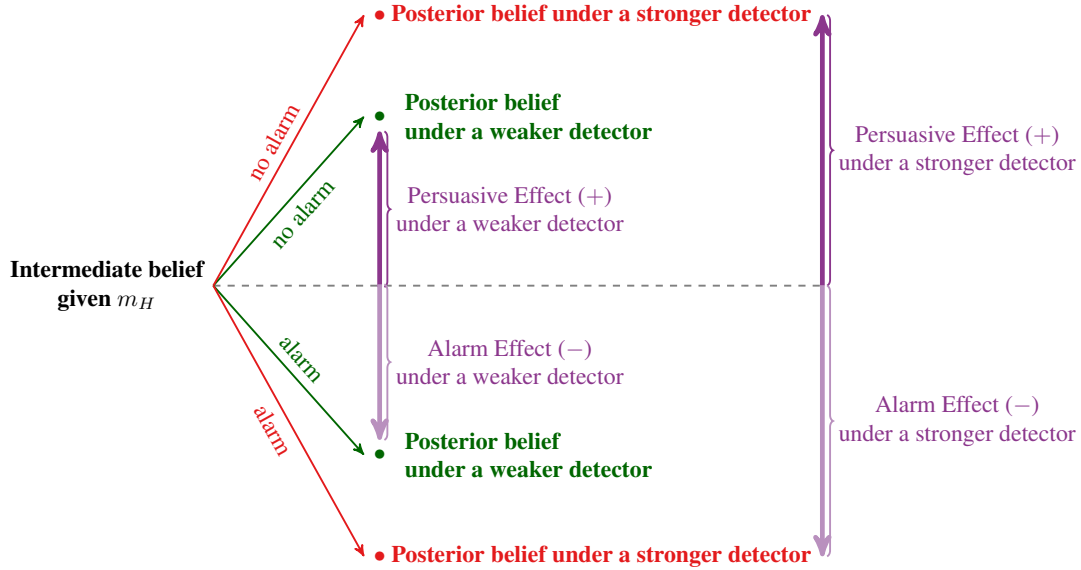 Posterior belief under a stronger detector
no alarm
Posterior belief
under a weaker detector
no alarm
Persuasive Effect (+)
under a weaker detector
Persuasive Effect (+)
under a stronger detector
Intermediate belief
given m_H
alarm
alarm
Alarm Effect (−)
under a weaker detector
Alarm Effect (−)
under a stronger detector
Posterior belief
under a weaker detector
Posterior belief under a stronger detector